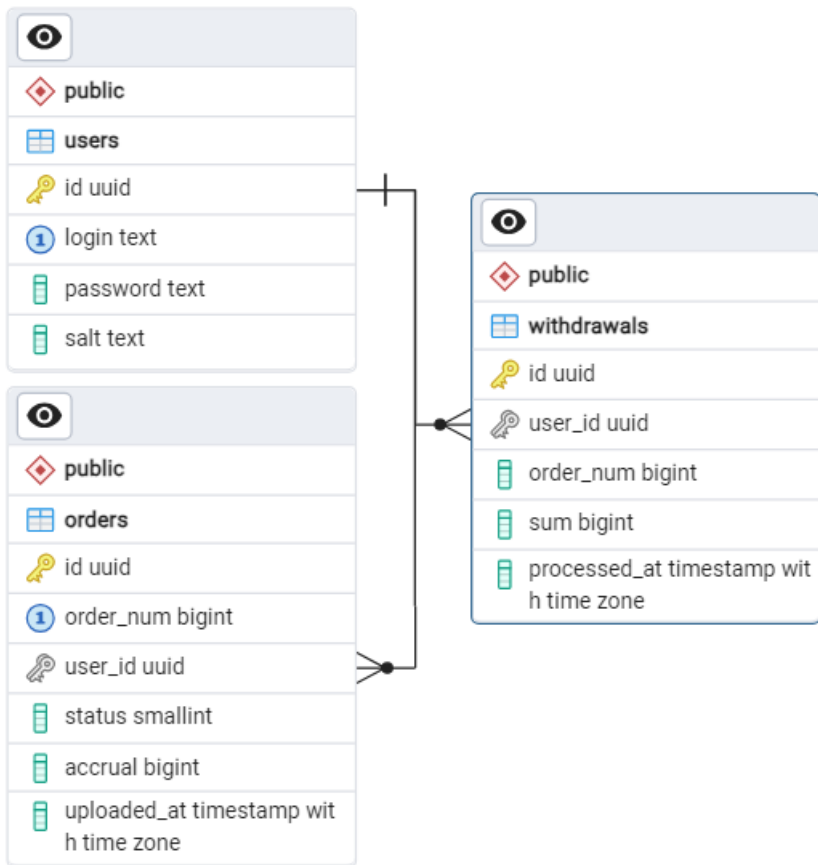 public
users
id uuid
1 login text
password text
salt text
public
orders
id uuid
1 order_num bigint
user_id uuid
status smallint
accrual bigint
uploaded_at timestamp wit
h time zone
public
withdrawals
id uuid
user_id uuid
order_num bigint
sum bigint
processed_at timestamp wit
h time zone